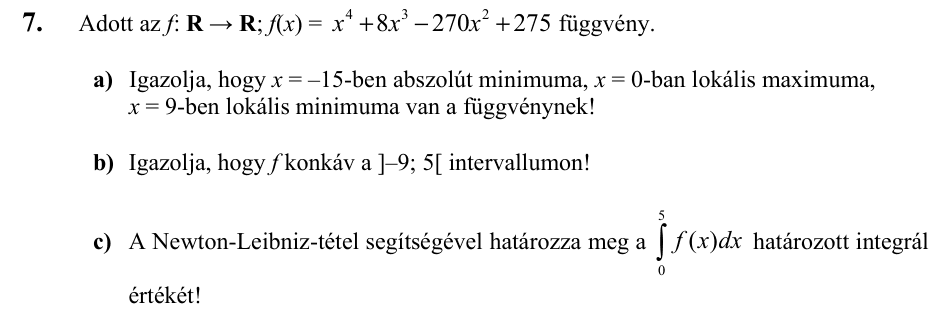 7. Adott az f: R → R; f(x) = x⁴ +8x³ −270x² +275 függvény.
a) Igazolja, hogy x = –15-ben abszolút minimuma, x = 0-ban lokális maximuma,
x = 9-ben lokális minimuma van a függvénynek!
b) Igazolja, hogy f konkáv a ]–9; 5[ intervallumon!
c) A Newton-Leibniz-tétel segítségével határozza meg a ∫₀⁵ f(x)dx határozott integrál
értékét!